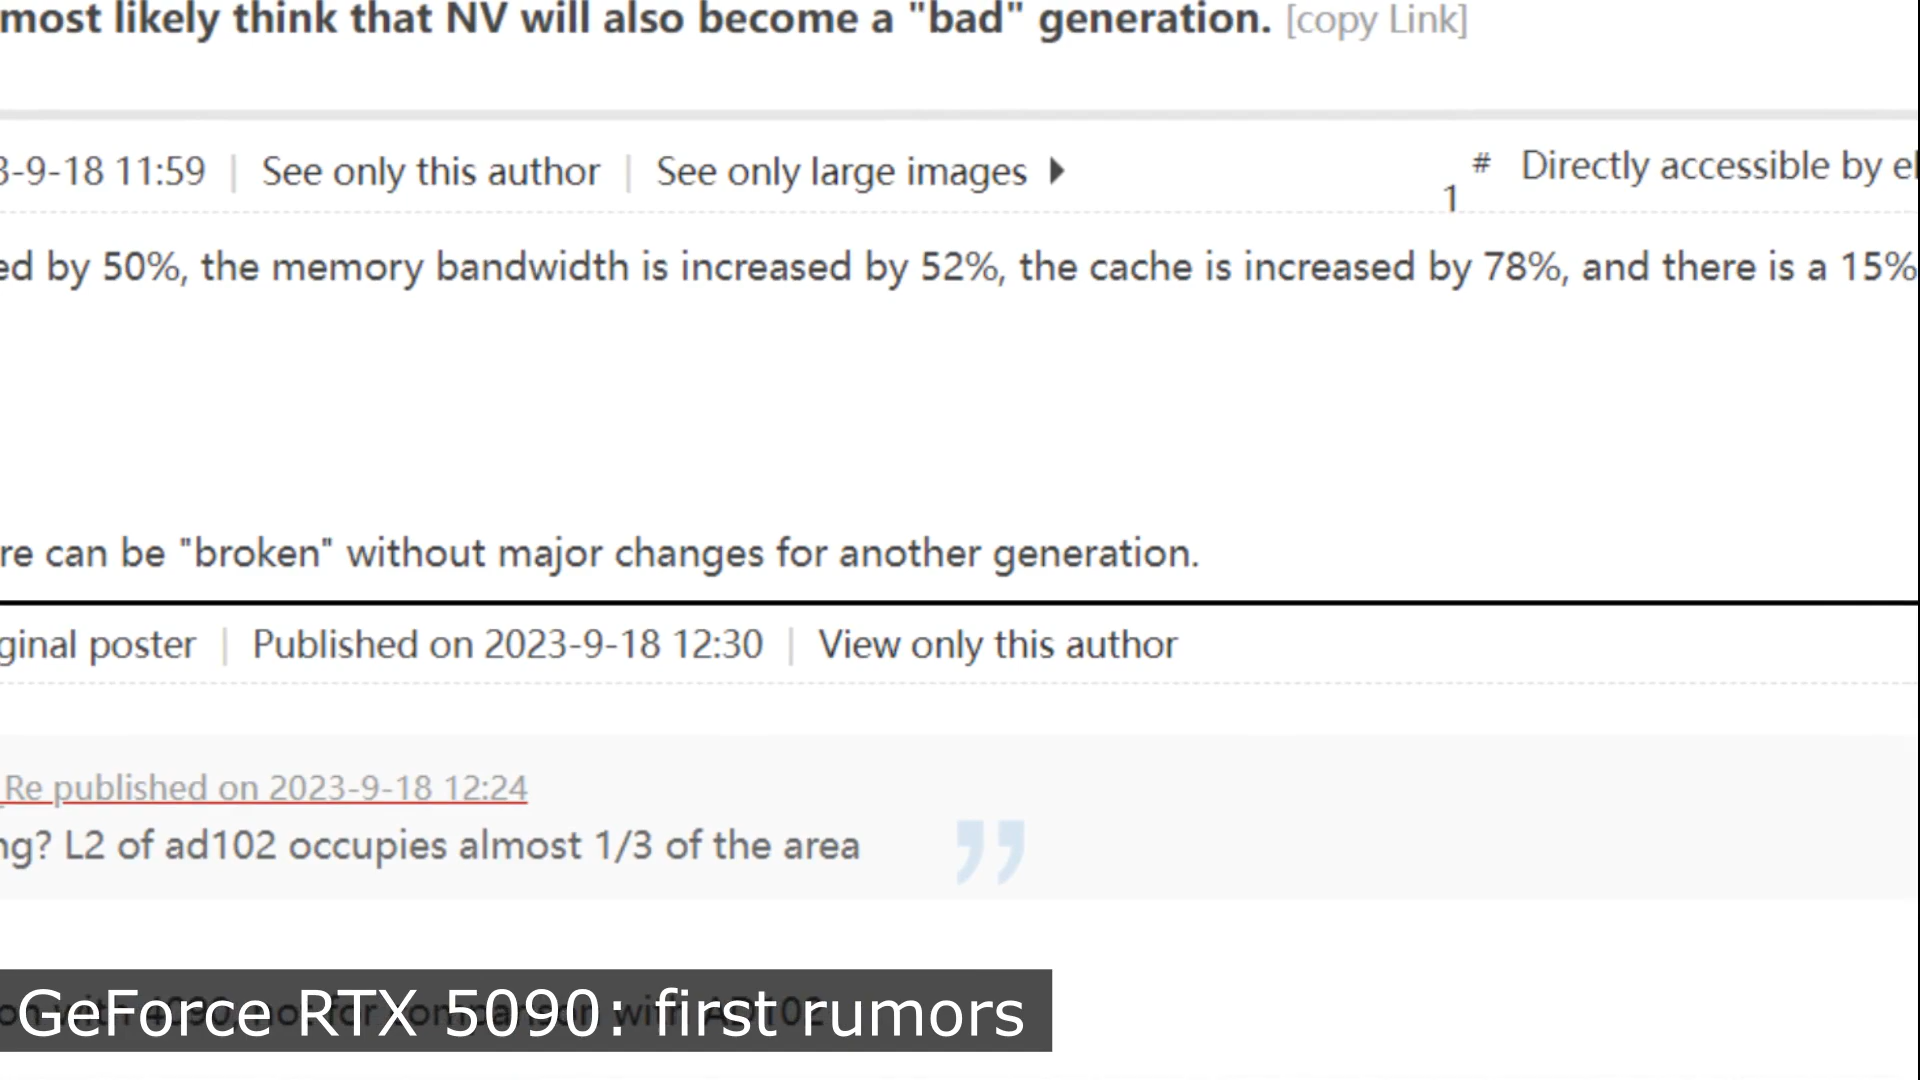 most likely think that NV will also become a "bad" generation. [copy Link]
3-9-18 11:59 | See only this author | See only large images
# Directly accessible by el
1
ed by 50%, the memory bandwidth is increased by 52%, the cache is increased by 78%, and there is a 15%
re can be "broken" without major changes for another generation.
ginal poster | Published on 2023-9-18 12:30 | View only this author
Re published on 2023-9-18 12:24
ng? L2 of ad102 occupies almost 1/3 of the area
GeForce RTX 5090: first rumors